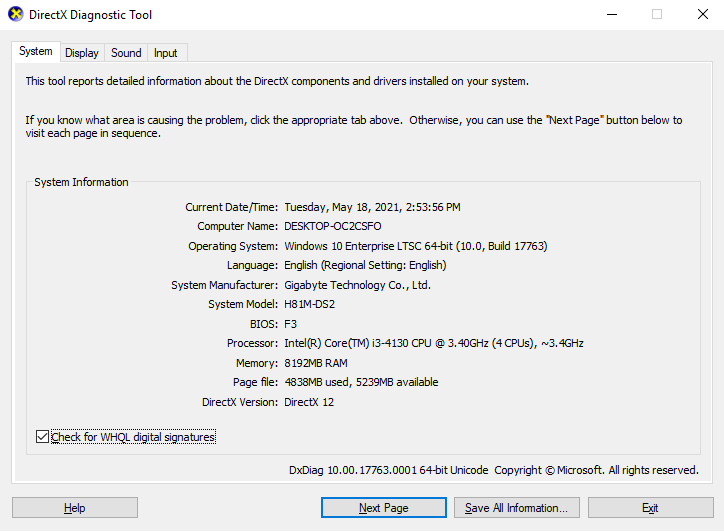 DirectX Diagnostic Tool
System Display Sound Input
This tool reports detailed information about the DirectX components and drivers installed on your system.
If you know what area is causing the problem, click the appropriate tab above. Otherwise, you can use the "Next Page" button below to
visit each page in sequence.
System Information
Current Date/Time: Tuesday, May 18, 2021, 2:53:56 PM
Computer Name: DESKTOP-OC2CSFO
Operating System: Windows 10 Enterprise LTSC 64-bit (10.0, Build 17763)
Language: English (Regional Setting: English)
System Manufacturer: Gigabyte Technology Co., Ltd.
System Model: H81M-DS2
BIOS: F3
Processor: Intel(R) Core(TM) i3-4130 CPU @ 3.40GHz (4 CPUs), ~3.4GHz
Memory: 8192MB RAM
Page file: 4838MB used, 5239MB available
DirectX Version: DirectX 12
Check for WHQL digital signatures
DxDiag 10.00.17763.0001 64-bit Unicode Copyright © Microsoft. All rights reserved.
Help Next Page Save All Information... Exit